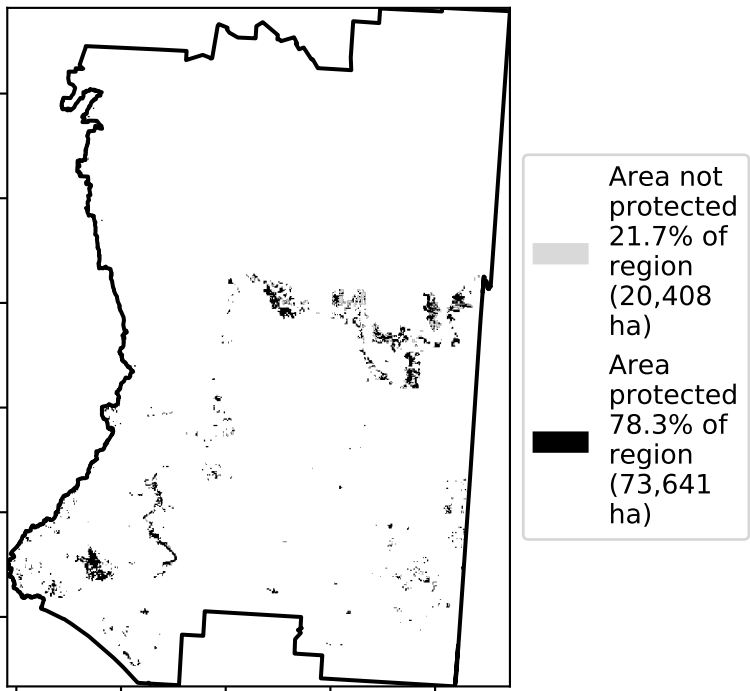 Area not
protected
21.7% of
region
(20,408
ha)
Area
protected
78.3% of
region
(73,641
ha)